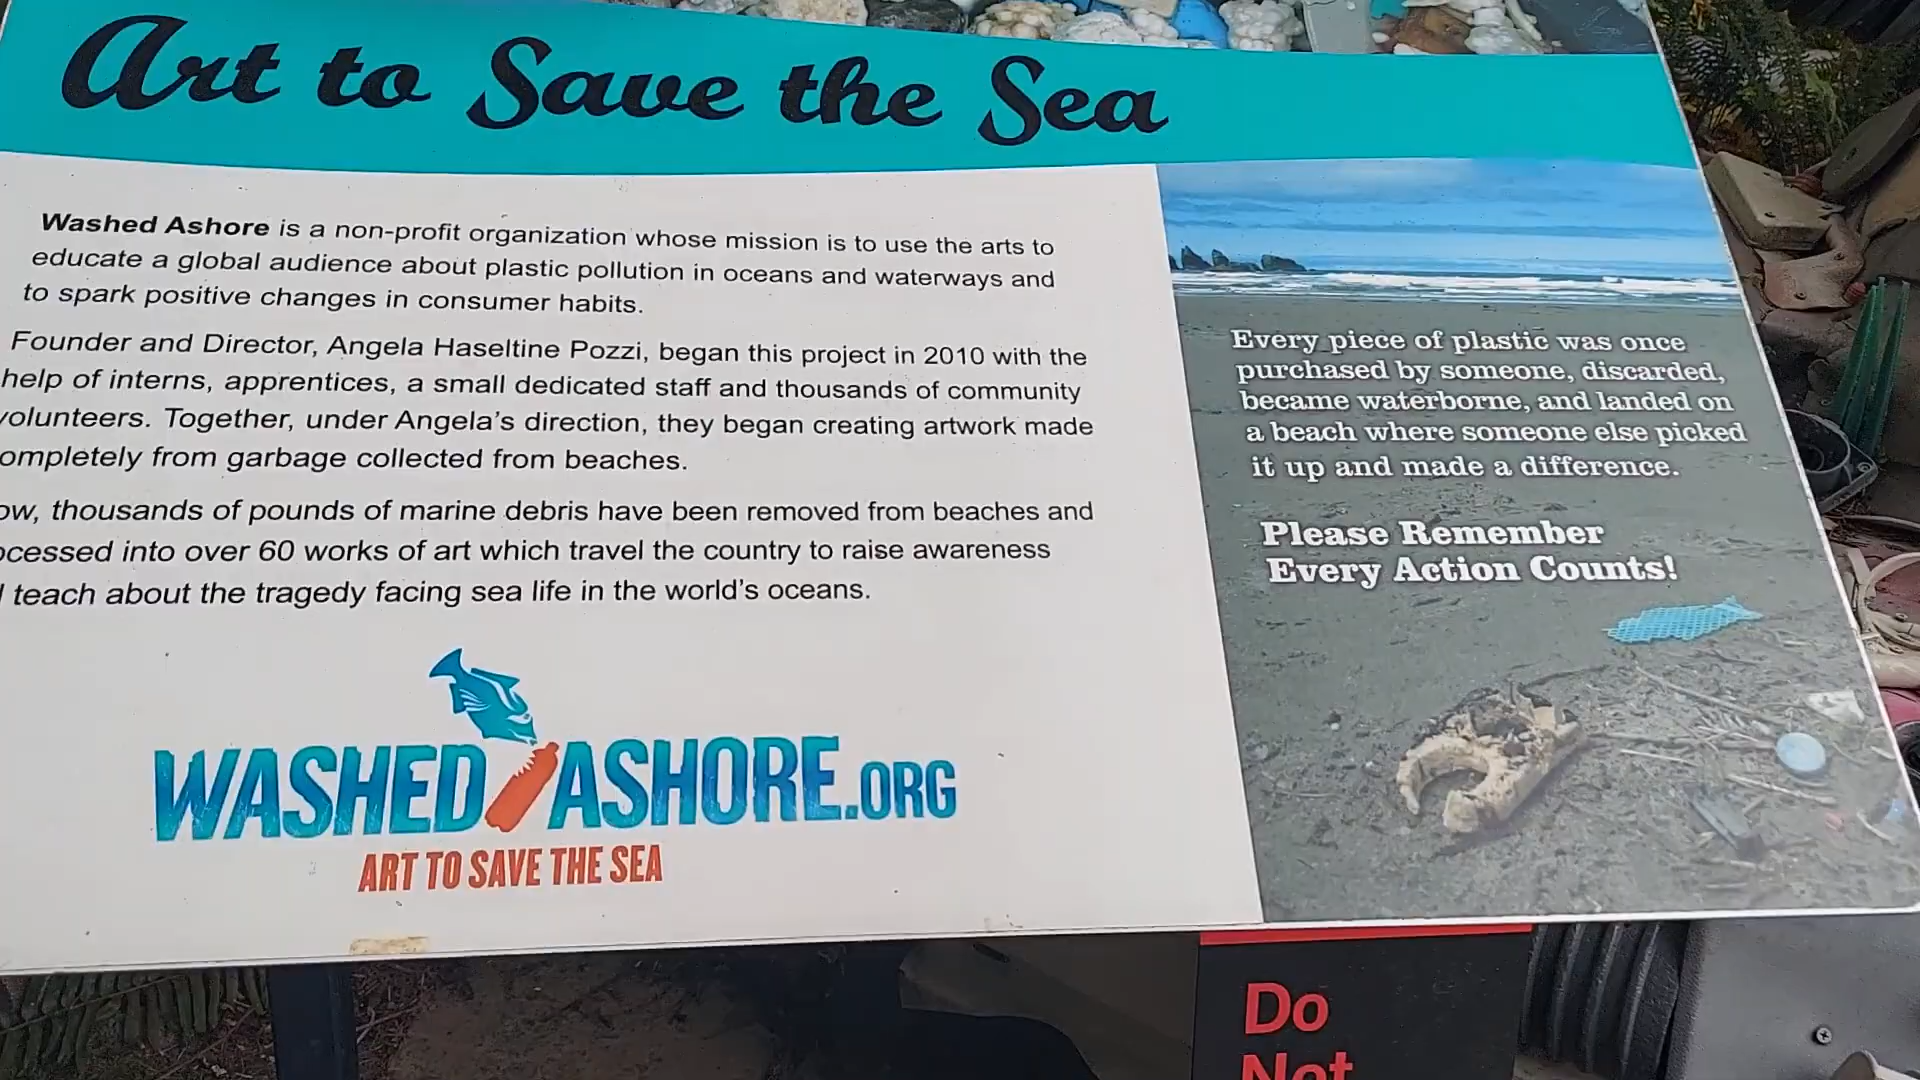 Art to Save the Sea
Washed Ashore is a non-profit organization whose mission is to use the arts to
educate a global audience about plastic pollution in oceans and waterways and
to spark positive changes in consumer habits.
Founder and Director, Angela Haseltine Pozzi, began this project in 2010 with the
help of interns, apprentices, a small dedicated staff and thousands of community
volunteers. Together, under Angela's direction, they began creating artwork made
ompletely from garbage collected from beaches.
ow, thousands of pounds of marine debris have been removed from beaches and
ocessed into over 60 works of art which travel the country to raise awareness
teach about the tragedy facing sea life in the world's oceans.
WASHED ASHORE.ORG
ART TO SAVE THE SEA
Every piece of plastic was once
purchased by someone, discarded,
became waterborne, and landed on
a beach where someone else picked
it up and made a difference.
Please Remember
Every Action Counts!
Do
Not